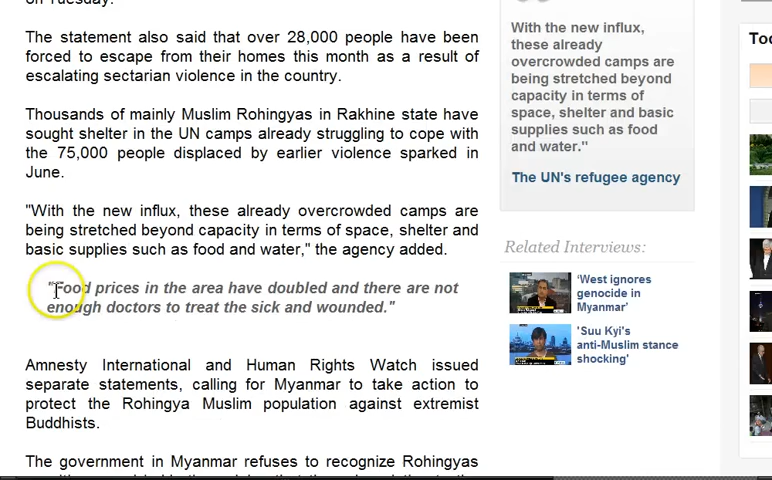 on Tuesday.
The statement also said that over 28,000 people have been
forced to escape from their homes this month as a result of
escalating sectarian violence in the country.
Thousands of mainly Muslim Rohingyas in Rakhine state have
sought shelter in the UN camps already struggling to cope with
the 75,000 people displaced by earlier violence sparked in
June.
"With the new influx, these already overcrowded camps are
being stretched beyond capacity in terms of space, shelter and
basic supplies such as food and water," the agency added.
"Food prices in the area have doubled and there are not
enough doctors to treat the sick and wounded."
Amnesty International and Human Rights Watch issued
separate statements, calling for Myanmar to take action to
protect the Rohingya Muslim population against extremist
Buddhists.
The government in Myanmar refuses to recognize Rohingyas
With the new influx,
these already
overcrowded camps are
being stretched beyond
capacity in terms of
space, shelter and basic
supplies such as food
and water."
The UN's refugee agency
Related Interviews:
‘West ignores
genocide in
Myanmar’
'Suu Kyi's
anti-Muslim stance
shocking’